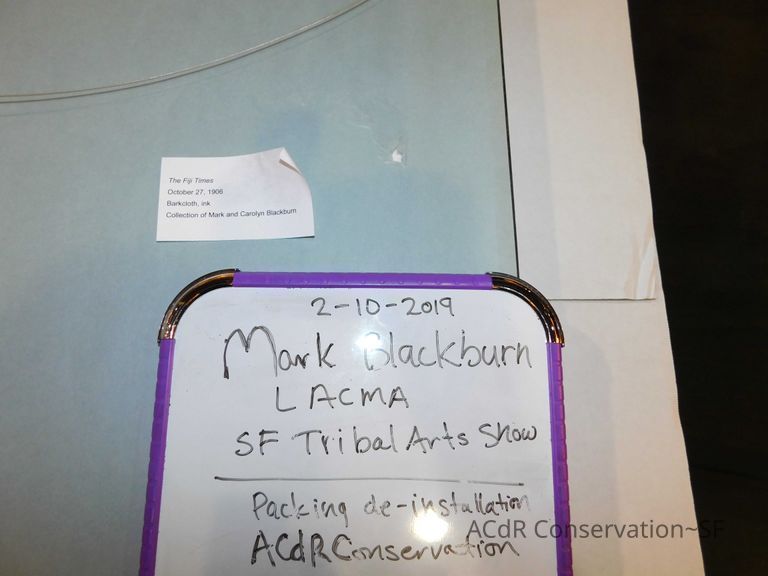 The Fiji Times
October 27, 1906
Barkcloth, ink
Collection of Mark and Carolyn Blackburn
2-10-2019
Mark Blackburn
LACMA
SF Tribal Arts Show
Packing de-installation
ACdR Conservation
ACdR Conservation~SF